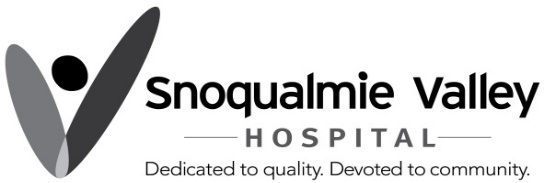 Snoqualmie Valley
HOSPITAL
Dedicated to quality. Devoted to community.